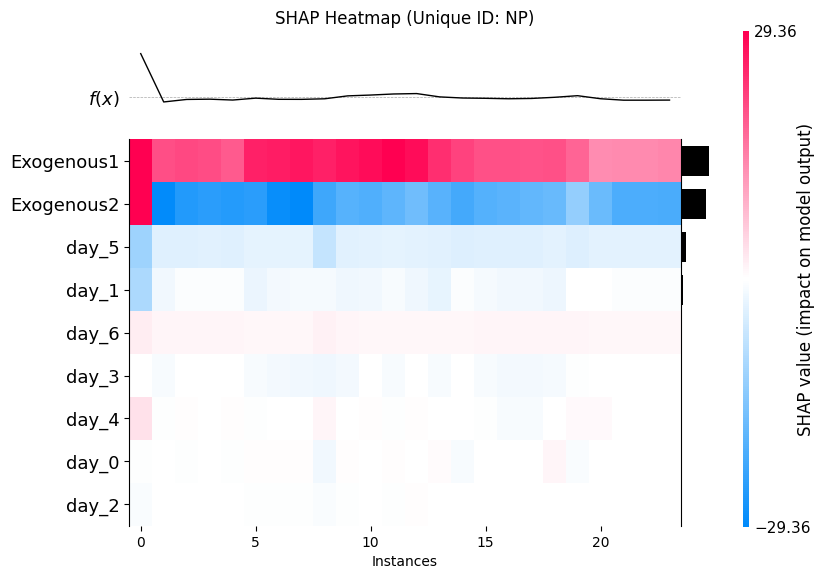 SHAP Heatmap (Unique ID: NP)
29.36
f(x)
Exogenous1
Exogenous2
day_5
day_1
day_6
day_3
day_4
day_0
day_2
SHAP value (impact on model output)
−29.36
0 5 10 15 20
Instances